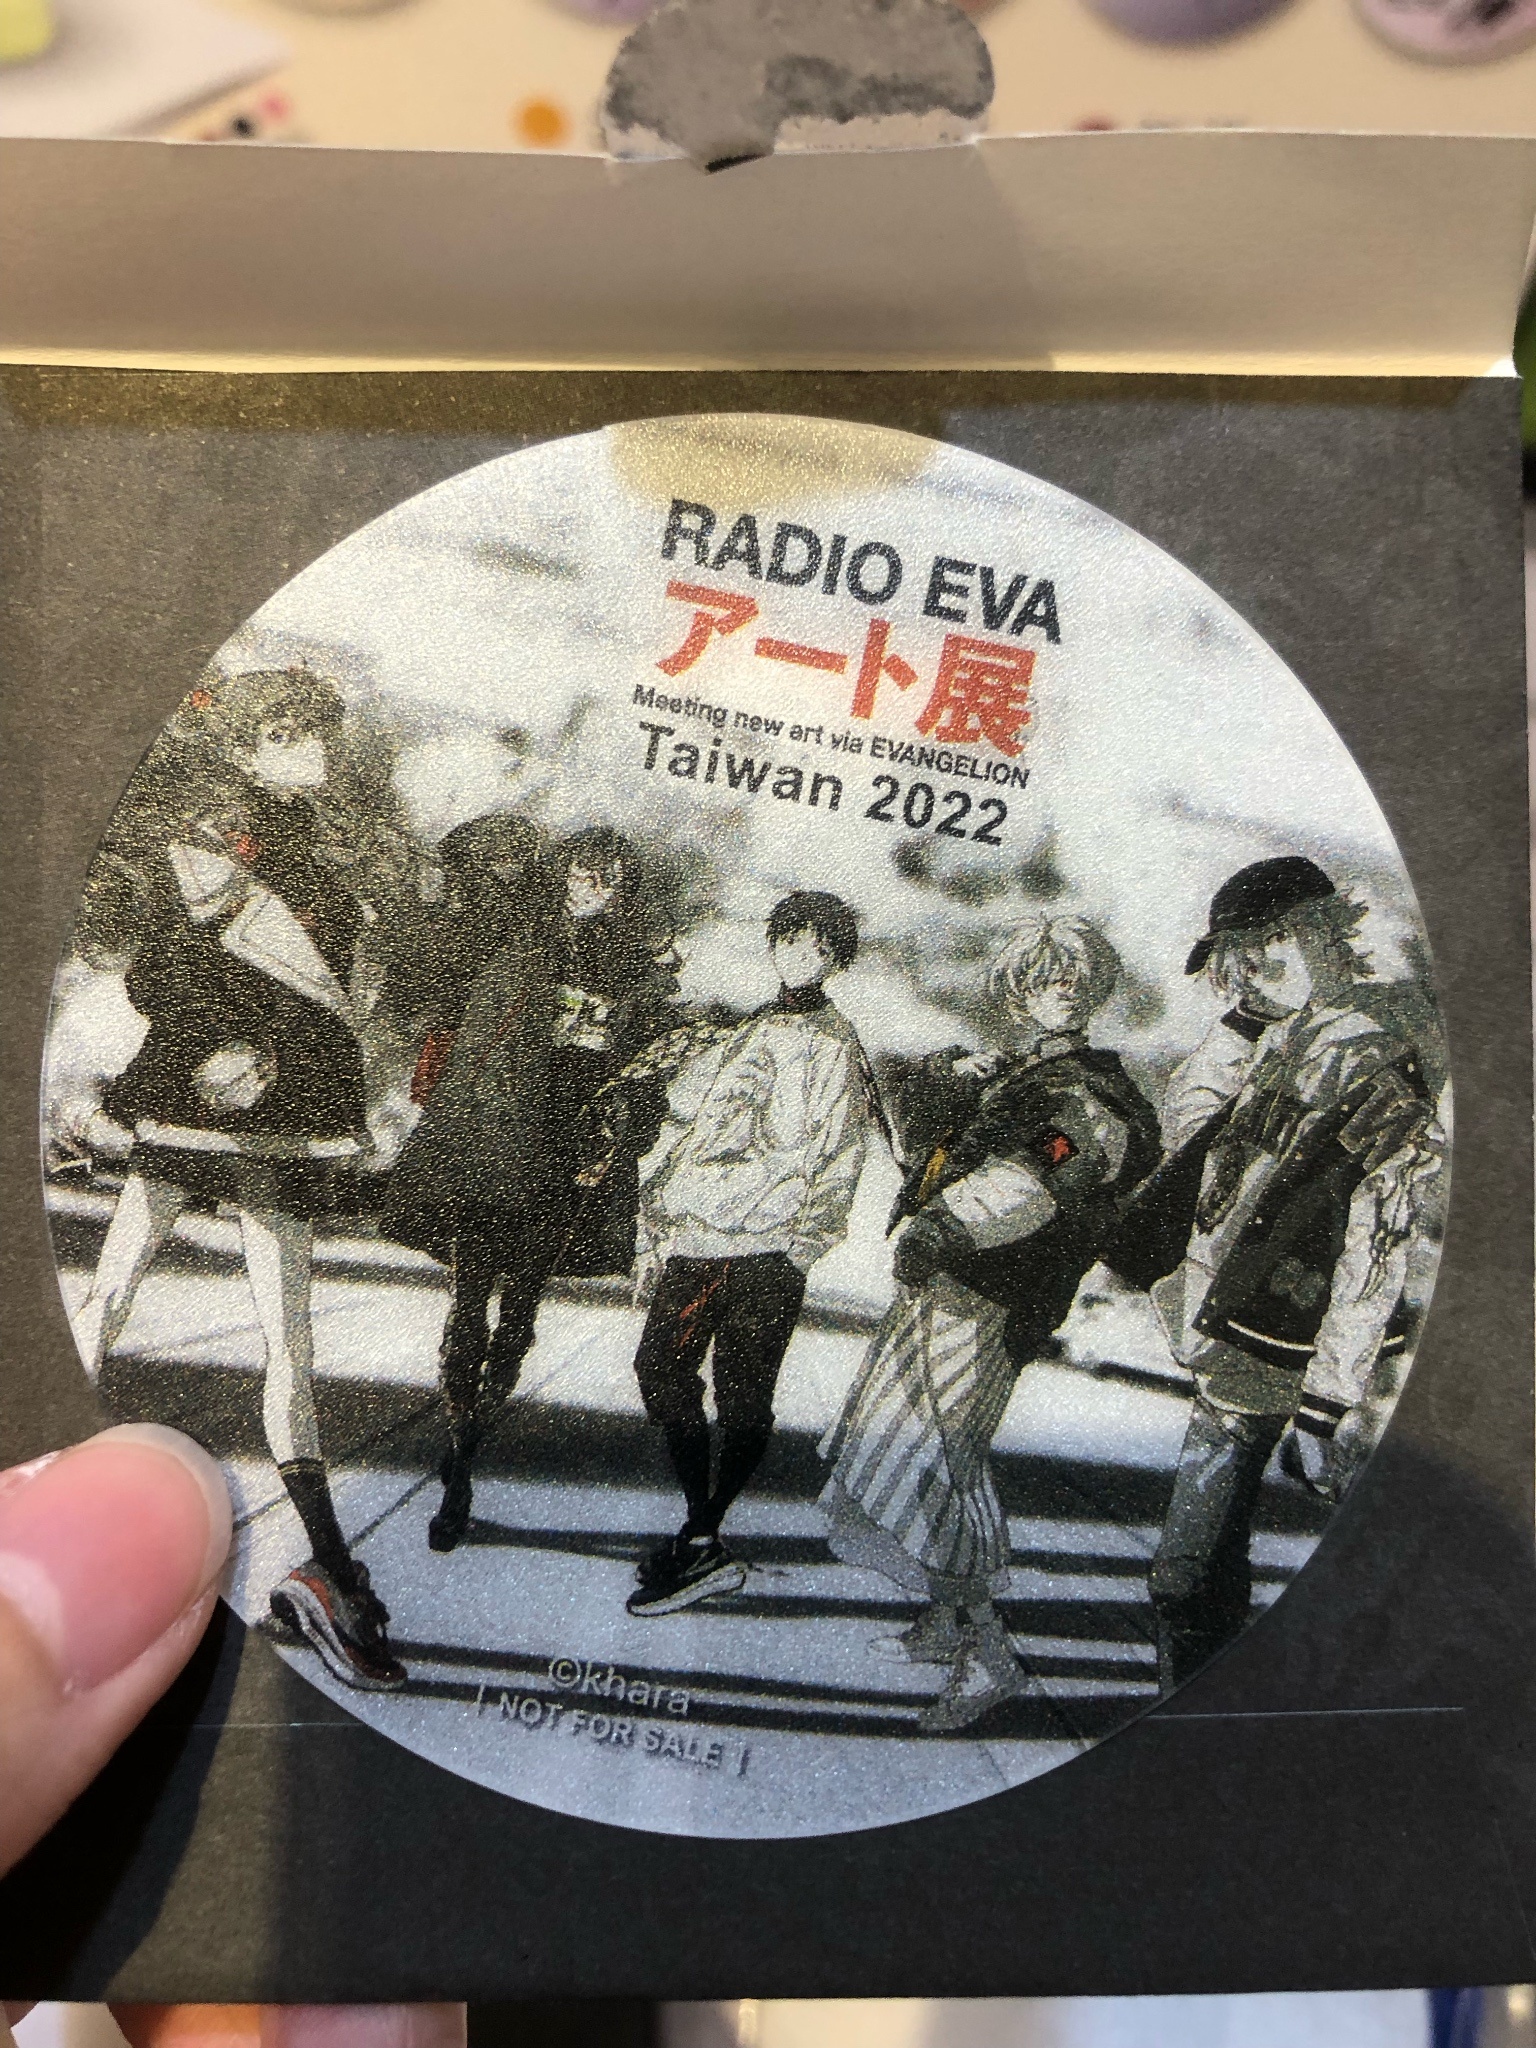 RADIO EVA
アート展
Meeting new art via EVANGELION
Taiwan 2022
©khara
| NOT FOR SALE |